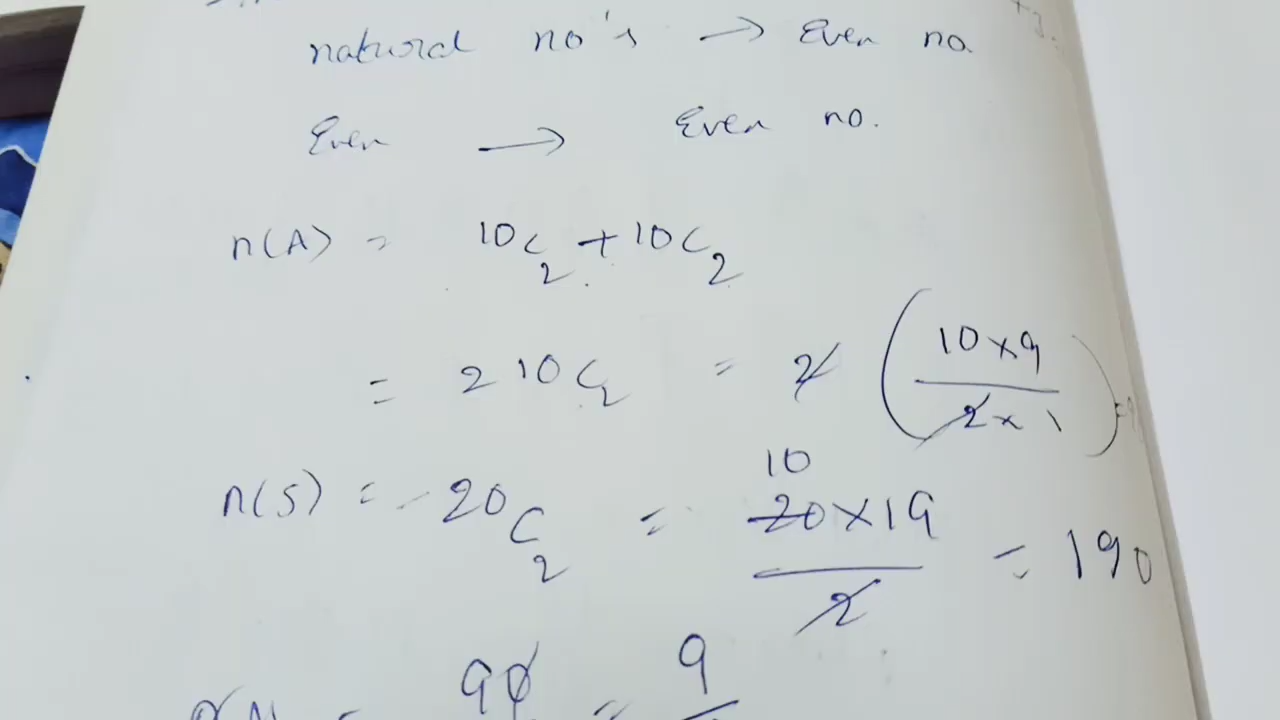 natural no's → Even no.
Even → Even no.
n(A) = 10C2 + 10C2
= 2 10C2 = 2 (10×9 / 2×1) =
n(S) = 20C2 = 10 20×19 / 2 = 190
= 90 = 9